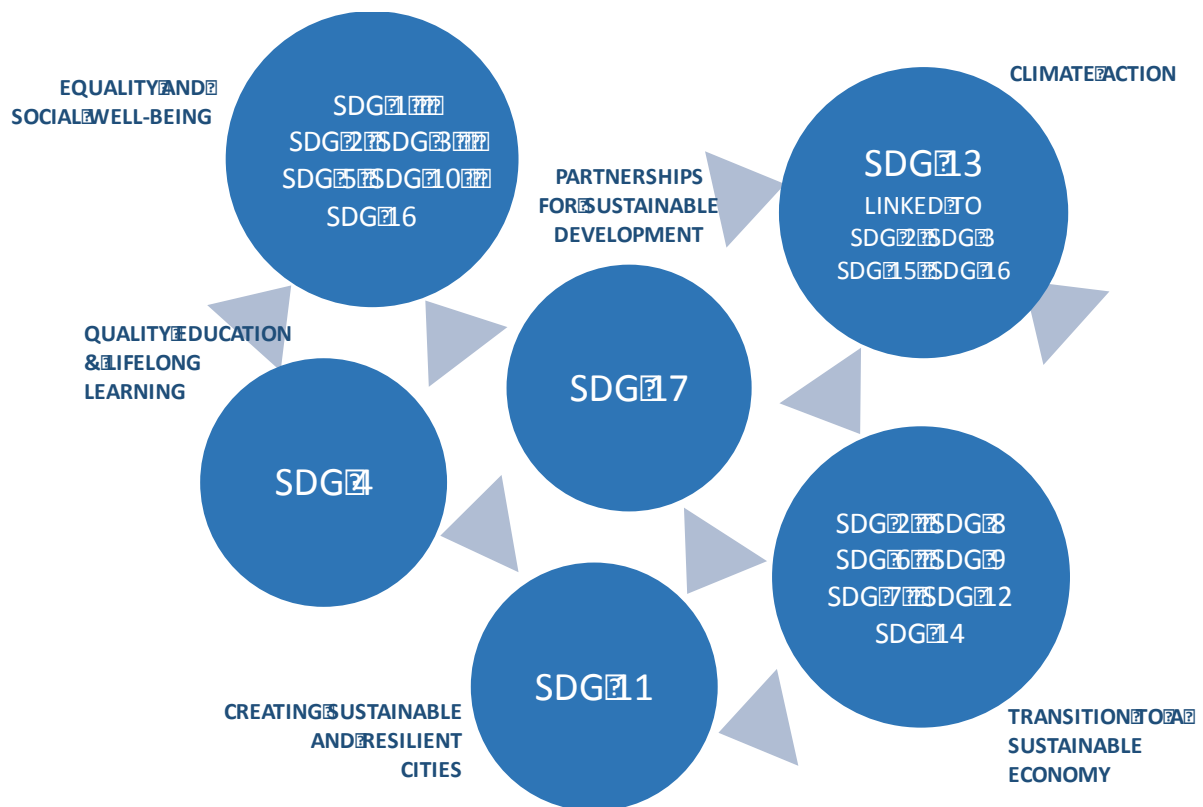 EQUALITY AND
SOCIAL WELL-BEING
SDG 1
SDG 2 SDG 3
SDG 5 SDG 10
SDG 16
CLIMATE ACTION
SDG 13
LINKED TO
SDG 2 SDG 3
SDG 15 SDG 16
PARTNERSHIPS
FOR SUSTAINABLE
DEVELOPMENT
SDG 17
QUALITY EDUCATION
& LIFELONG
LEARNING
SDG 4
SDG 2 SDG 8
SDG 6 SDG 9
SDG 7 SDG 12
SDG 14
SDG 11
CREATING SUSTAINABLE
AND RESILIENT
CITIES
TRANSITION TO A
SUSTAINABLE
ECONOMY